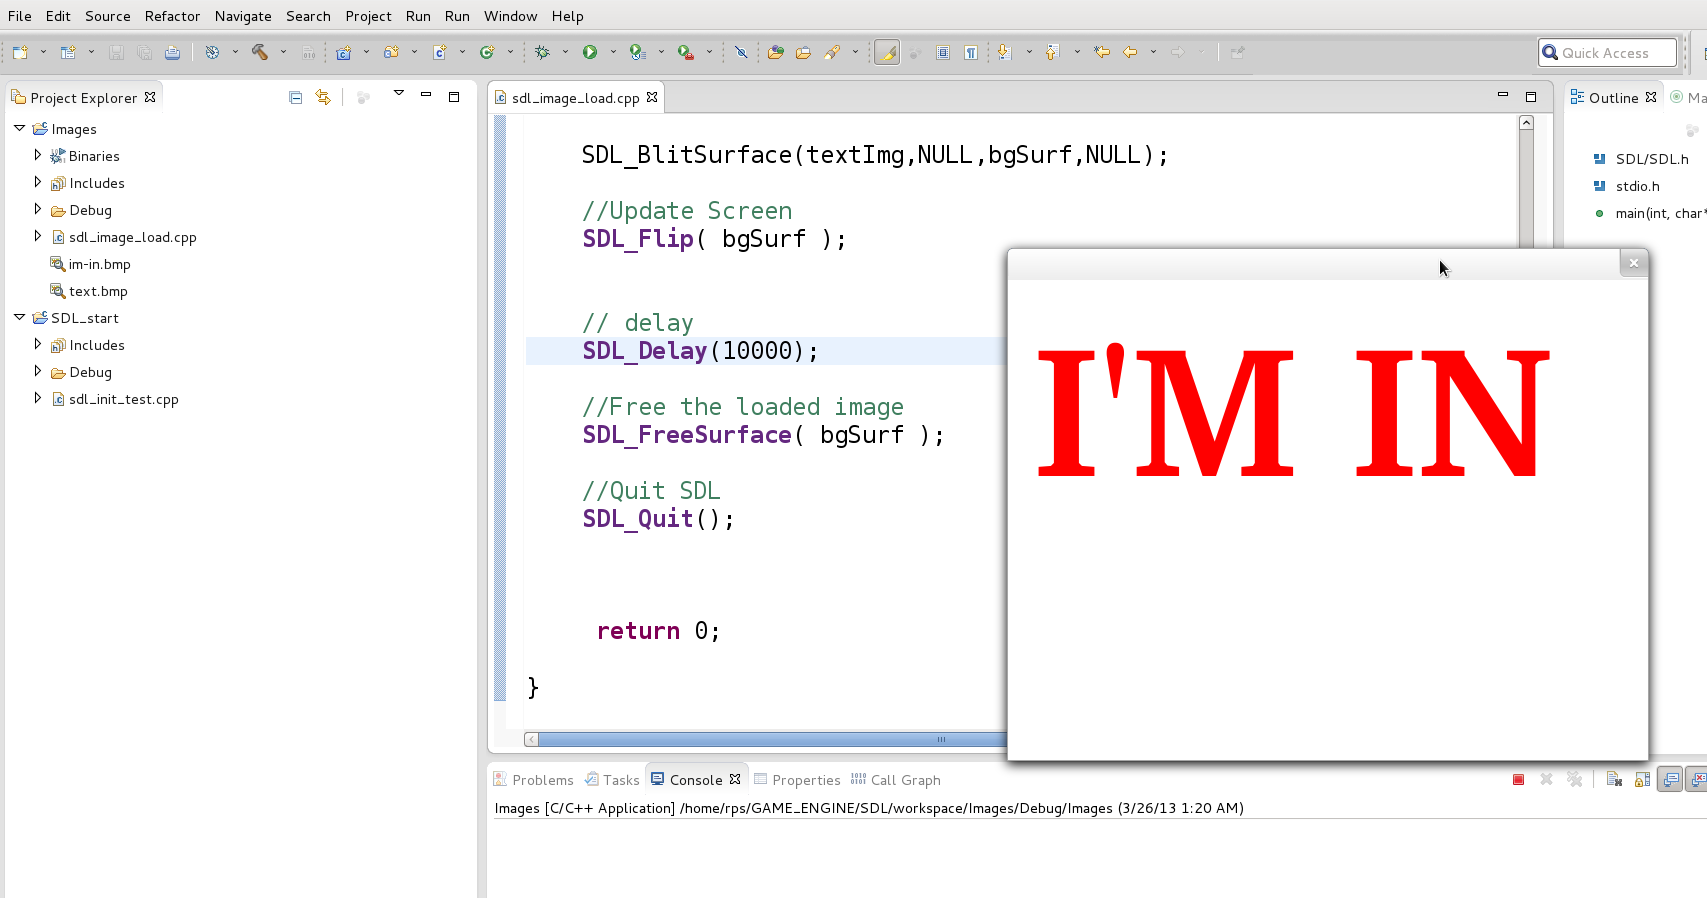 File Edit Source Refactor Navigate Search Project Run Run Window Help
Quick Access
Project Explorer
Images
Binaries
Includes
Debug
sdl_image_load.cpp
im-in.bmp
text.bmp
SDL_start
Includes
Debug
sdl_init_test.cpp
sdl_image_load.cpp
SDL_BlitSurface(textImg,NULL,bgSurf,NULL);
//Update Screen
SDL_Flip( bgSurf );
// delay
SDL_Delay(10000);
//Free the loaded image
SDL_FreeSurface( bgSurf );
//Quit SDL
SDL_Quit();
return 0;
}
I'M IN
Outline Ma
SDL/SDL.h
stdio.h
main(int, char*
Problems Tasks Console Properties Call Graph
Images [C/C++ Application] /home/rps/GAME_ENGINE/SDL/workspace/Images/Debug/Images (3/26/13 1:20 AM)